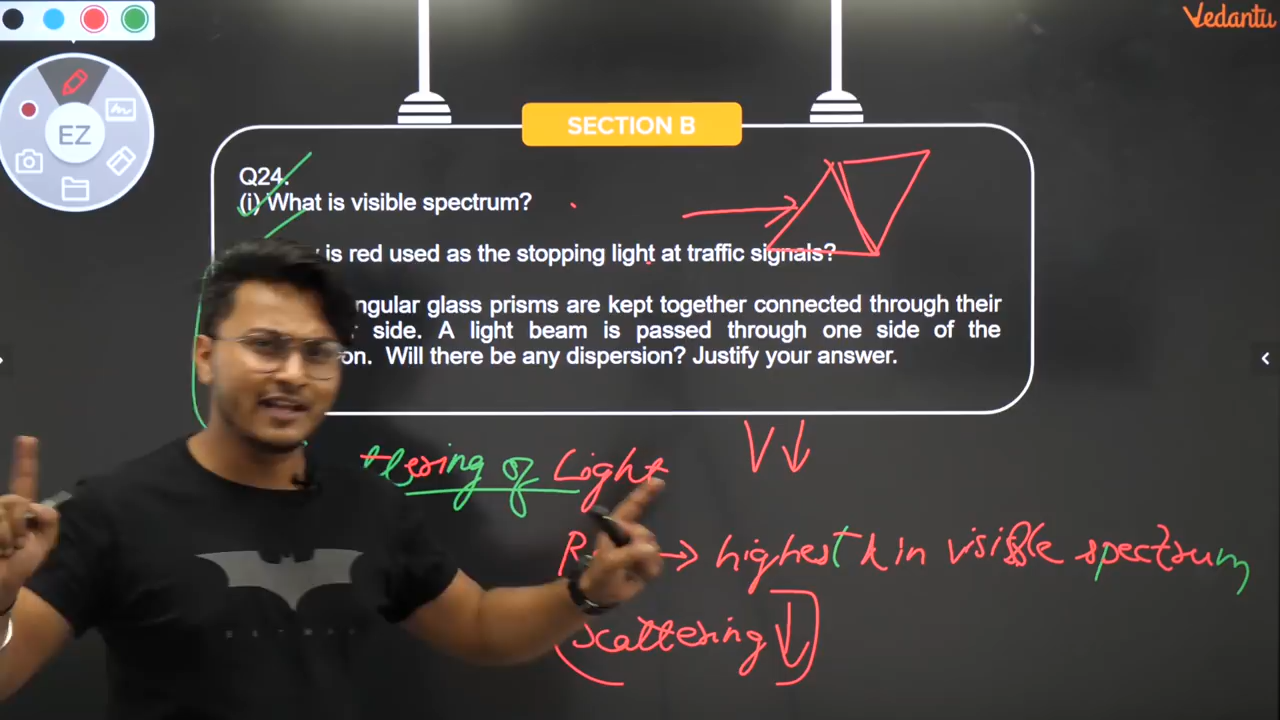 Vedantu
EZ
SECTION B
Q24.
(i) What is visible spectrum?
is red used as the stopping light at traffic signals?
ngular glass prisms are kept together connected through their
side. A light beam is passed through one side of the
on. Will there be any dispersion? Justify your answer.
V↓
ttering of Light
R → highest λ in visible spectrum
(Scattering ↓)